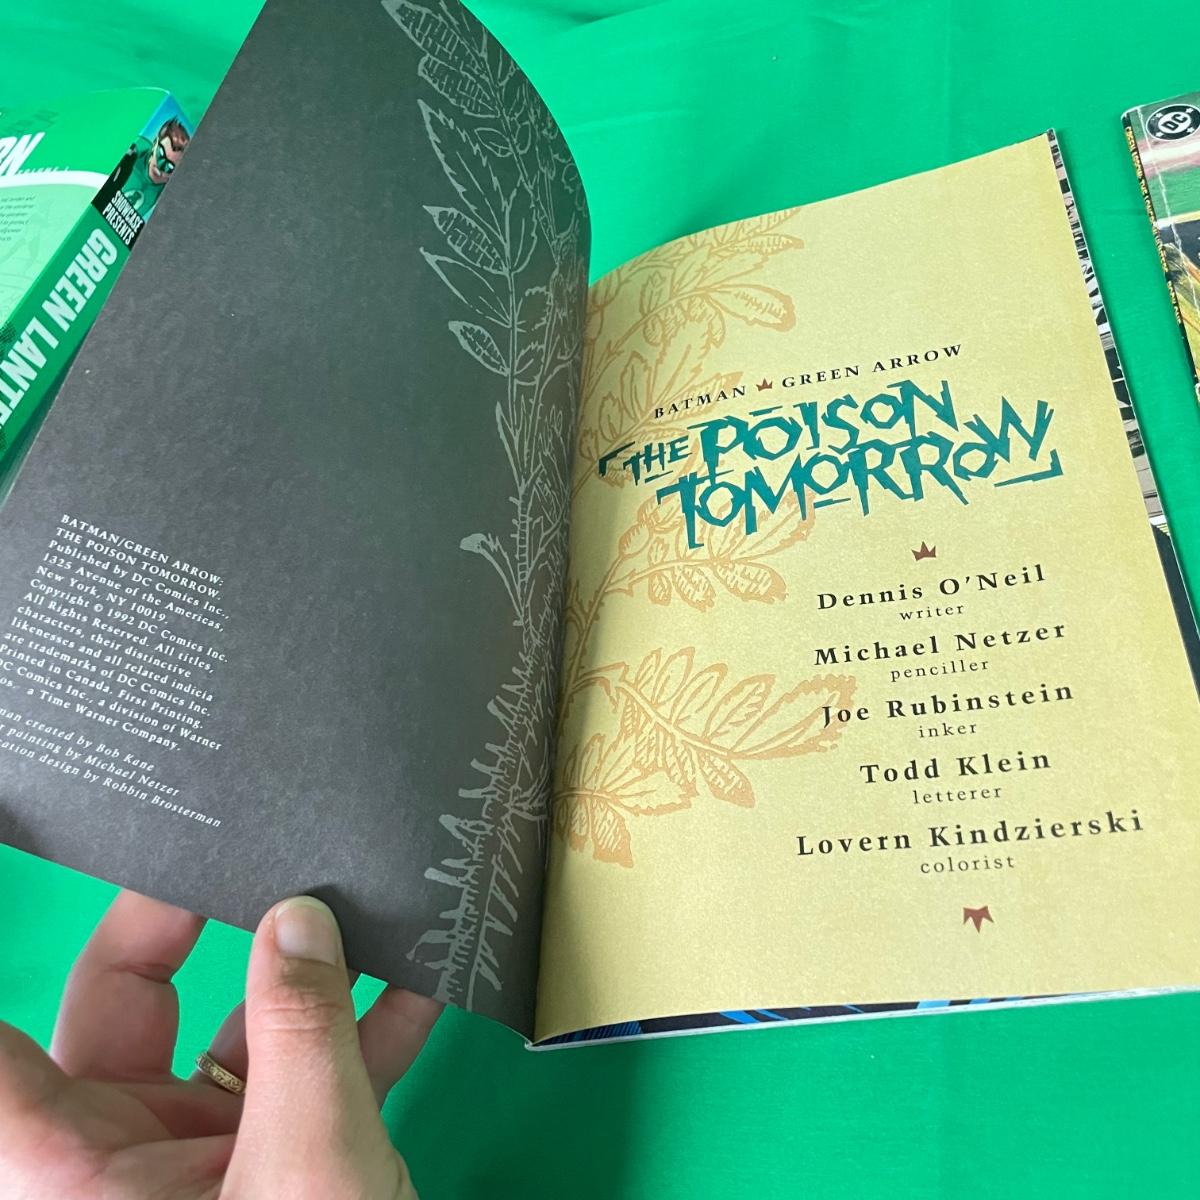 SHOWCASE
PRESENTS
GREEN LANTE
BATMAN/GREEN ARROW:
THE POISON TOMORROW.
Published by DC Comics Inc.,
1325 Avenue of the Americas,
New York, NY 10019.
Copyright © 1992 DC Comics Inc.
All Rights Reserved. All titles,
characters, their distinctive
likenesses and all related indicia
are trademarks of DC Comics Inc.
Printed in Canada. First Printing.
DC Comics Inc., a division of Warner
os., a Time Warner Company.
man created by Bob Kane
painting by Michael Netzer
cation design by Robbin Brosterman
BATMAN GREEN ARROW
THE POISON
TOMORROW
Dennis O'Neil
writer
Michael Netzer
penciller
Joe Rubinstein
inker
Todd Klein
letterer
Lovern Kindzierski
colorist
DC